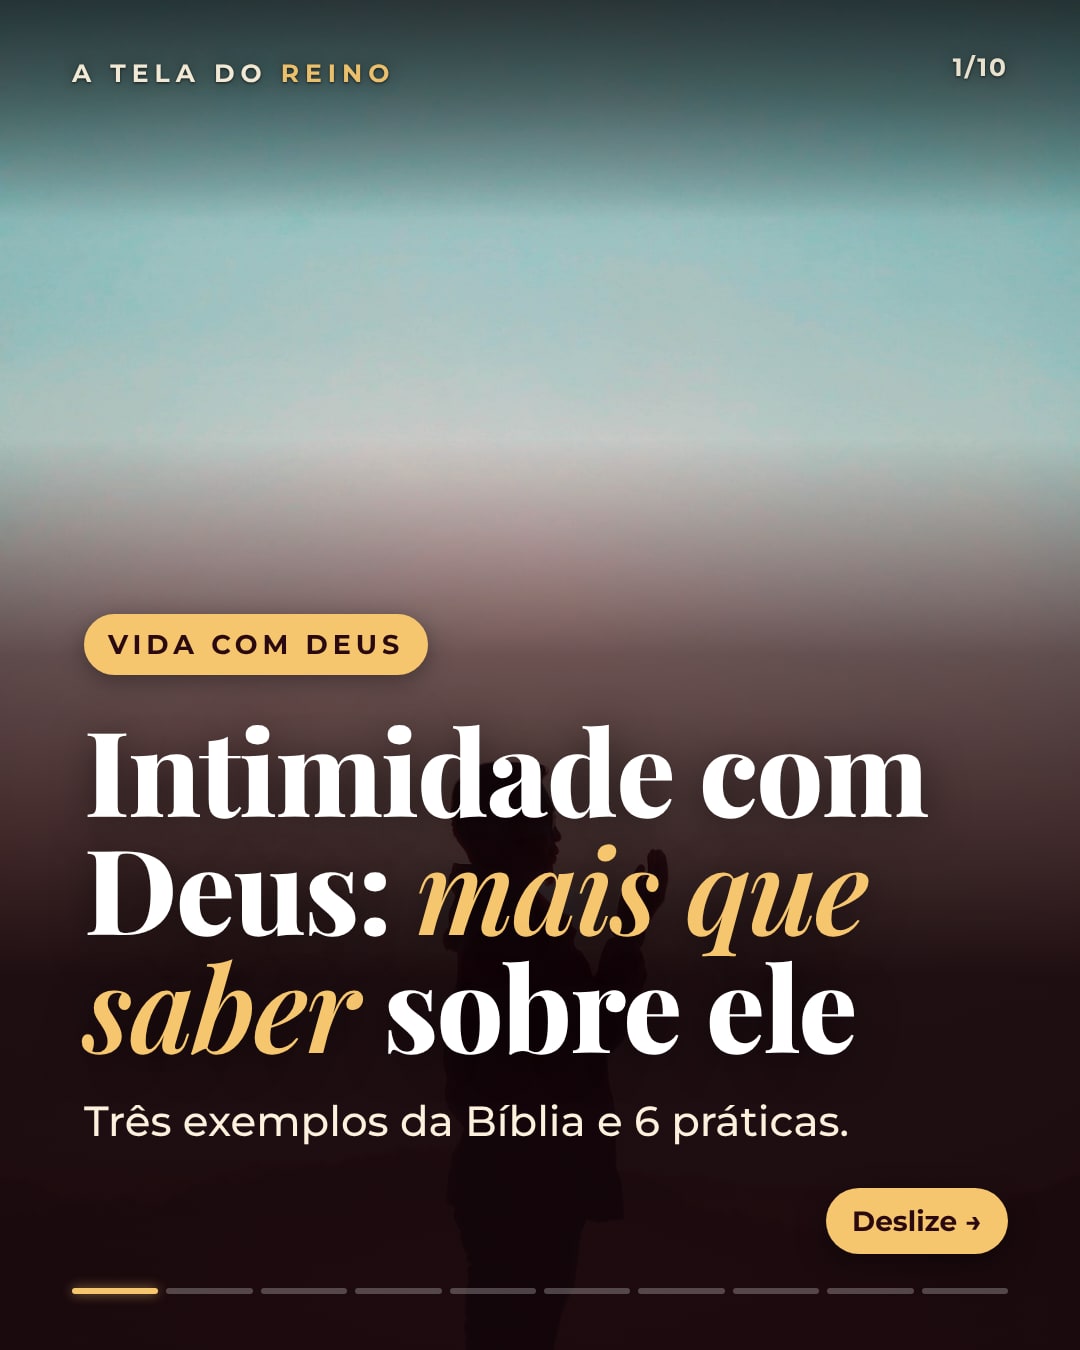 A TELA DO REINO
1/10
VIDA COM DEUS
Intimidade com
Deus: mais que
saber sobre ele
Três exemplos da Bíblia e 6 práticas.
Deslize →